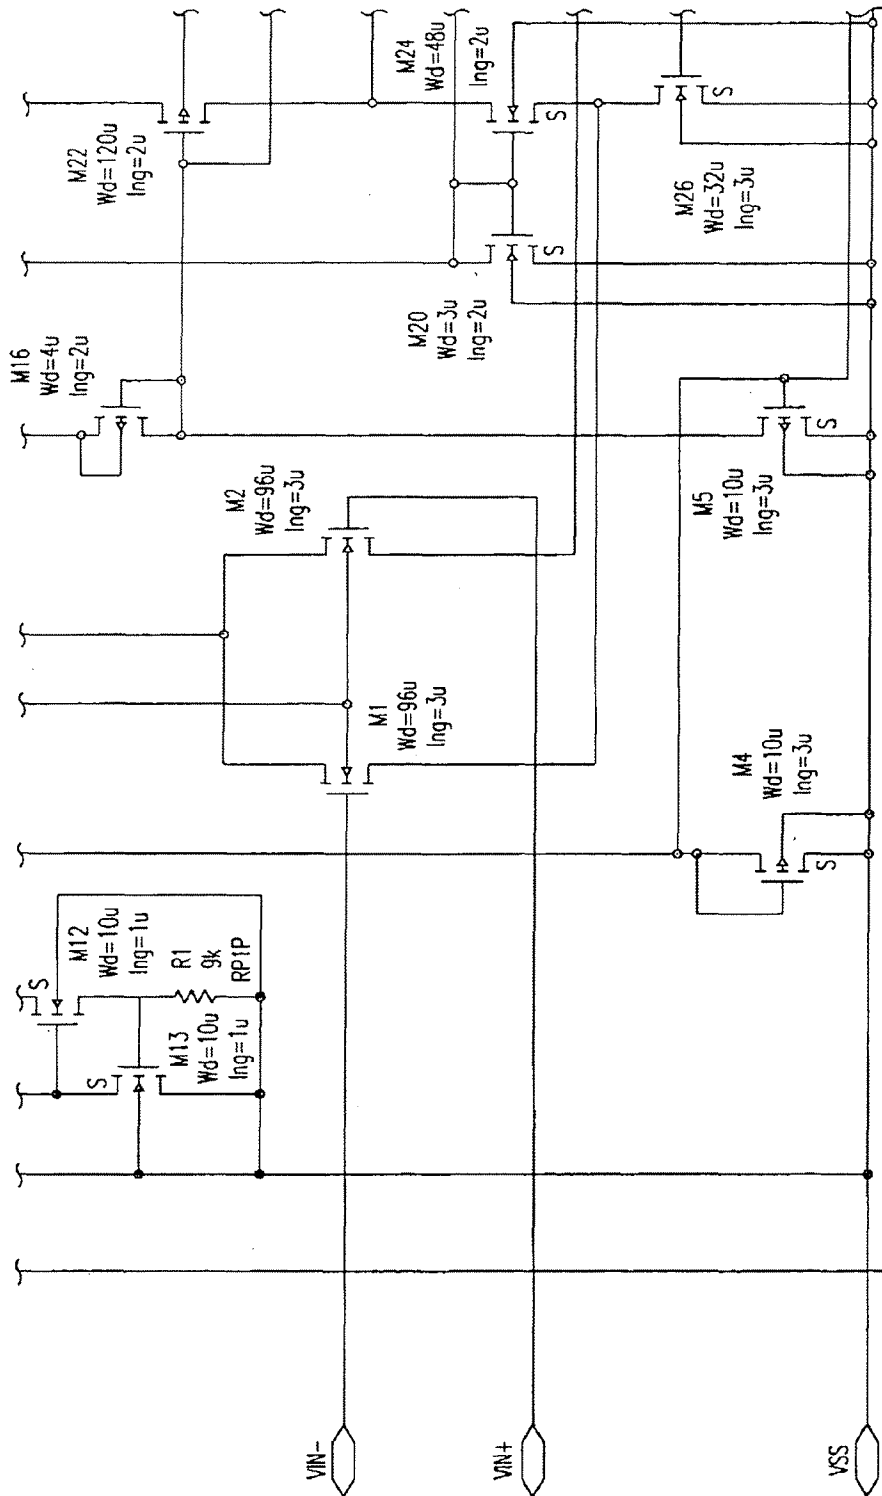 M22
Wd=120u
lng=2u
M24
Wd=48u
lng=2u
S
M26
Wd=32u
lng=3u
S
M20
Wd=3u
lng=2u
S
M16
Wd=4u
lng=2u
M2
Wd=96u
lng=3u
M5
Wd=10u
lng=3u
S
M1
Wd=96u
lng=3u
M4
Wd=10u
lng=3u
S
S
M12
Wd=10u
lng=1u
R1
9k
RP1P
S
M13
Wd=10u
lng=1u
VIN-
VIN+
VSS